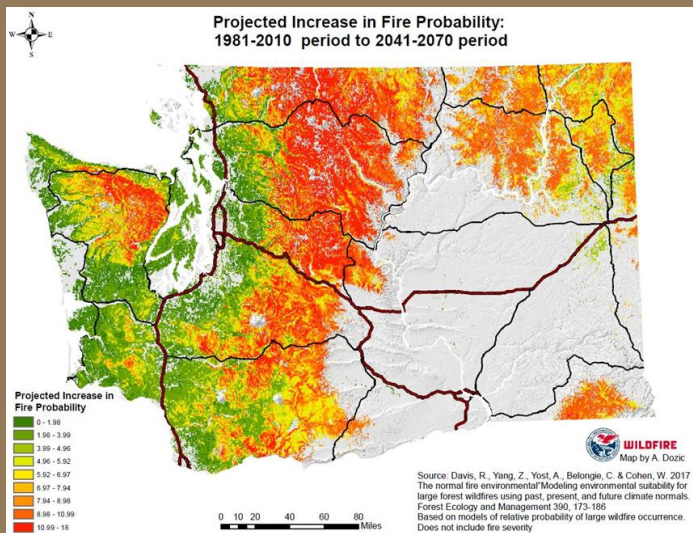 Projected Increase in Fire Probability:
1981-2010 period to 2041-2070 period
N
W E
S
Projected Increase in
Fire Probability
0 - 1.98
1.98 - 3.99
3.99 - 4.96
4.96 - 5.92
5.92 - 6.97
6.97 - 7.94
7.94 - 8.98
8.98 - 10.99
10.99 - 18
0 10 20 40 60 80
Miles
WILDFIRE
Map by A. Dozic
Source: Davis, R., Yang, Z., Yost, A., Belongie, C. & Cohen, W. 2017
The normal fire environmental"Modeling environmental suitability for
large forest wildfires using past, present, and future climate normals.
Forest Ecology and Management 390, 173-186
Based on models of relative probability of large wildfire occurrence.
Does not include fire severity